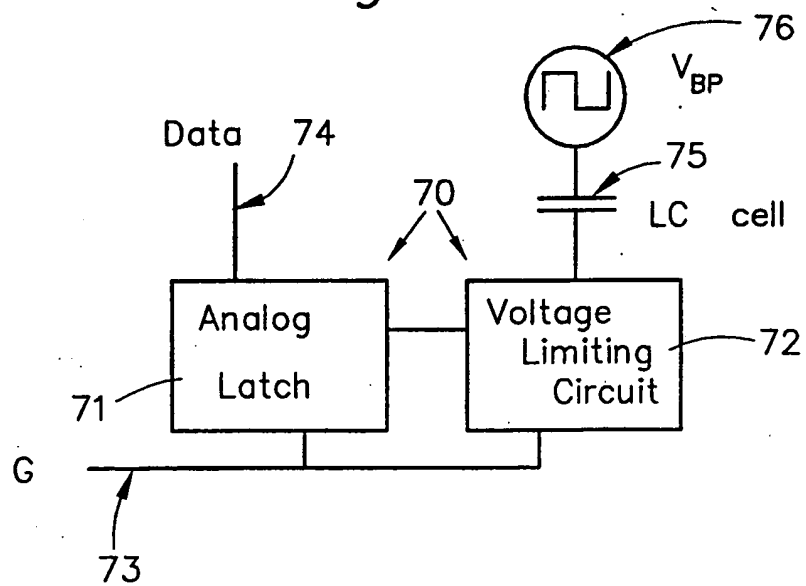 76
V_BP
Data
74
75
70
LC cell
Analog
Latch
Voltage
Limiting
Circuit
72
71
G
73